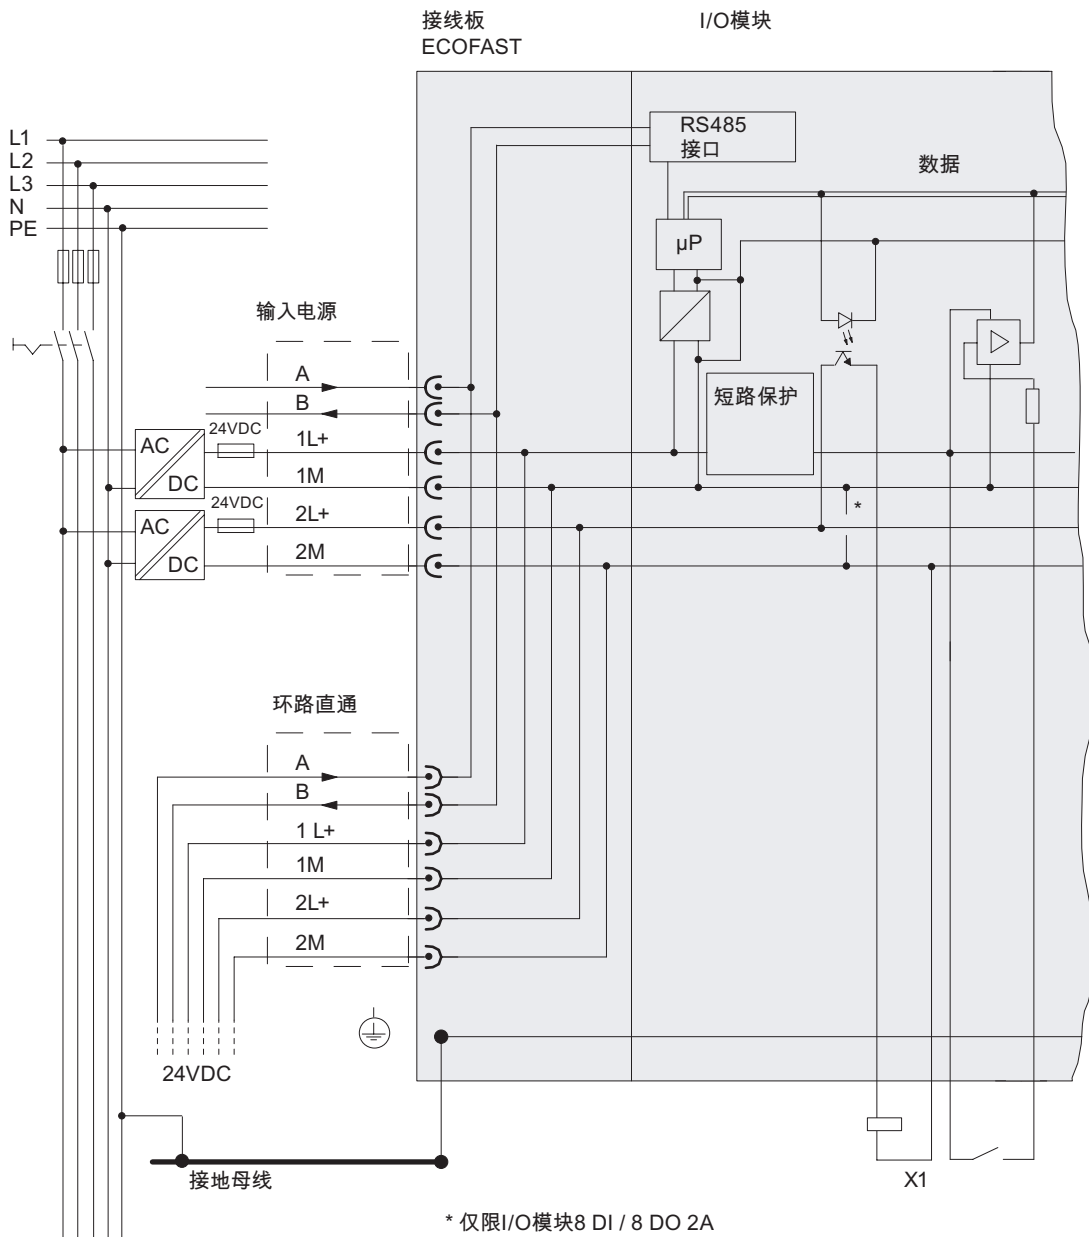 接线板
ECOFAST
I/O模块
L1
L2
L3
N
PE
RS485
接口
数据
μP
输入电源
A
B
短路保护
24VDC
1L+
AC
DC
1M
24VDC
2L+
*
AC
DC
2M
环路直通
A
B
1 L+
1M
2L+
2M
24VDC
接地母线
X1
* 仅限I/O模块8 DI / 8 DO 2A